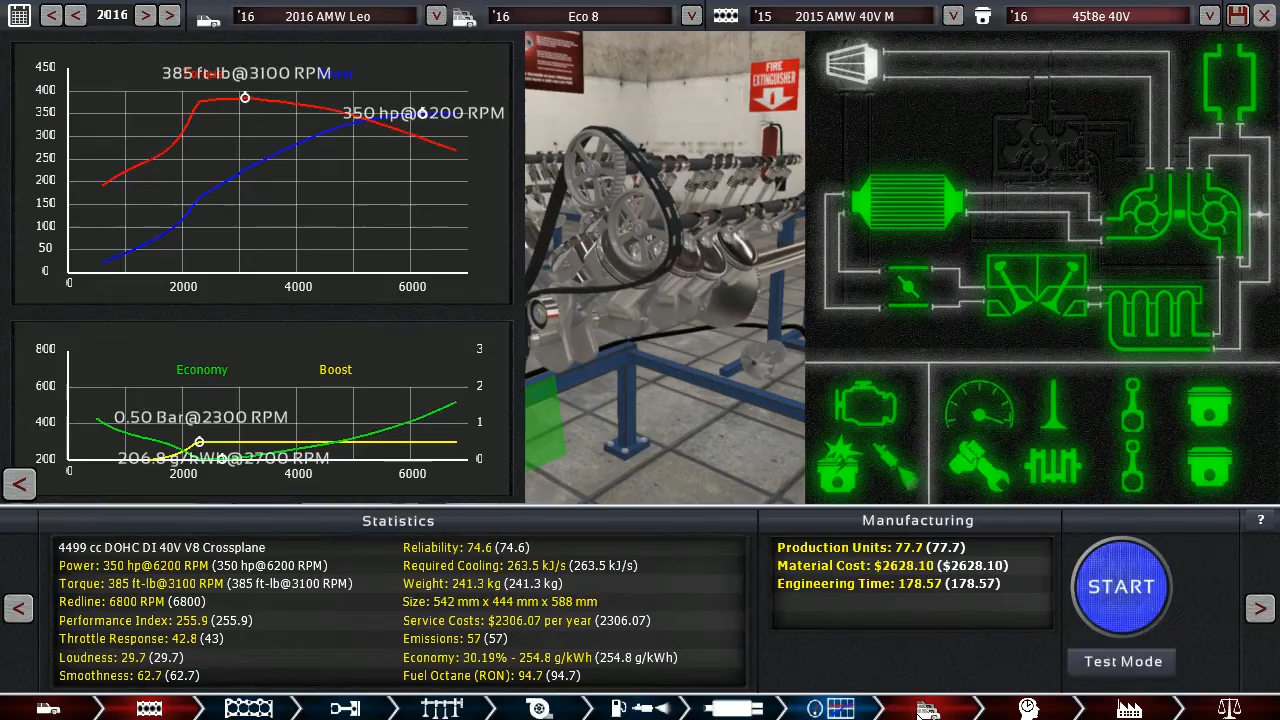 2016
'16
2016 AMW Leo
'16
Eco 8
'15
2015 AMW 40V M
'16
45t8e 40V
450
400
350
300
250
200
150
100
50
0
385 ft-lb@3100 RPM
350 hp@6200 RPM
0
2000
4000
6000
800
600
400
200
3
2
1
0
Economy
Boost
0.50 Bar@2300 RPM
206.8 g/kWh@2700 RPM
0
2000
4000
6000
FIRE
EXTINGUISHER
Statistics
4499 cc DOHC DI 40V V8 Crossplane
Power: 350 hp@6200 RPM (350 hp@6200 RPM)
Torque: 385 ft-lb@3100 RPM (385 ft-lb@3100 RPM)
Redline: 6800 RPM (6800)
Performance Index: 255.9 (255.9)
Throttle Response: 42.8 (43)
Loudness: 29.7 (29.7)
Smoothness: 62.7 (62.7)
Reliability: 74.6 (74.6)
Required Cooling: 263.5 kJ/s (263.5 kJ/s)
Weight: 241.3 kg (241.3 kg)
Size: 542 mm x 444 mm x 588 mm
Service Costs: $2306.07 per year (2306.07)
Emissions: 57 (57)
Economy: 30.19% - 254.8 g/kWh (254.8 g/kWh)
Fuel Octane (RON): 94.7 (94.7)
Manufacturing
Production Units: 77.7 (77.7)
Material Cost: $2628.10 ($2628.10)
Engineering Time: 178.57 (178.57)
?
START
Test Mode